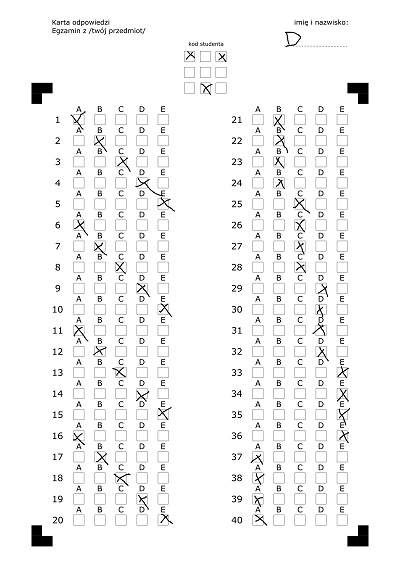 Karta odpowiedzi
Egzamin z /twój przedmiot/
imię i nazwisko:
D
kod studenta
A B C D E
1
A B C D E
2
A B C D E
3
A B C D E
4
A B C D E
5
A B C D E
6
A B C D E
7
A B C D E
8
A B C D E
9
A B C D E
10
A B C D E
11
A B C D E
12
A B C D E
13
A B C D E
14
A B C D E
15
A B C D E
16
A B C D E
17
A B C D E
18
A B C D E
19
A B C D E
20
A B C D E
21
A B C D E
22
A B C D E
23
A B C D E
24
A B C D E
25
A B C D E
26
A B C D E
27
A B C D E
28
A B C D E
29
A B C D E
30
A B C D E
31
A B C D E
32
A B C D E
33
A B C D E
34
A B C D E
35
A B C D E
36
A B C D E
37
A B C D E
38
A B C D E
39
A B C D E
40